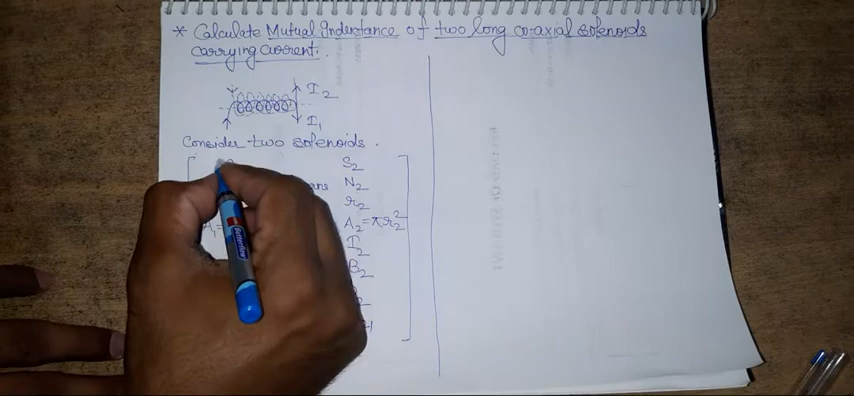 * Calculate Mutual Inductance of two long co-axial solenoids
carrying current.
I2
I1
Consider two solenoids.
S2
N2
r2
A1= A2=πr2²
I2
B2